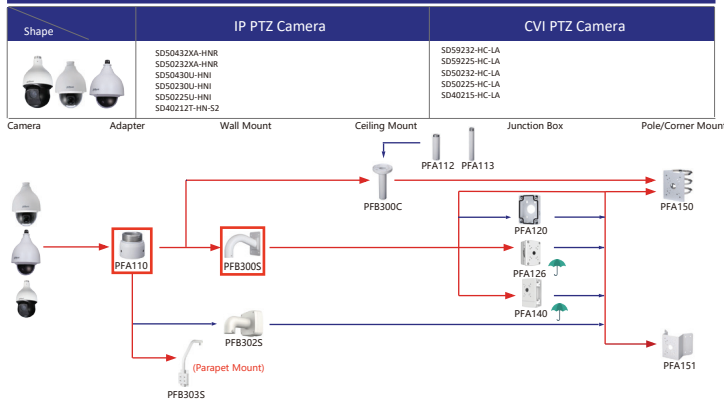 Shape
IP PTZ Camera
CVI PTZ Camera
SD50432XA-HNR
SD50232XA-HNR
SD50430U-HNI
SD50230U-HNI
SD50225U-HNI
SD40212T-HN-S2
SD59232-HC-LA
SD59225-HC-LA
SD50232-HC-LA
SD50225-HC-LA
SD40215-HC-LA
Camera
Adapter
Wall Mount
Ceiling Mount
Junction Box
Pole/Corner Mount
PFA112
PFA113
PFB300C
PFA150
PFA120
PFA110
PFB300S
PFA126
PFA140
PFB302S
PFA151
(Parapet Mount)
PFB303S